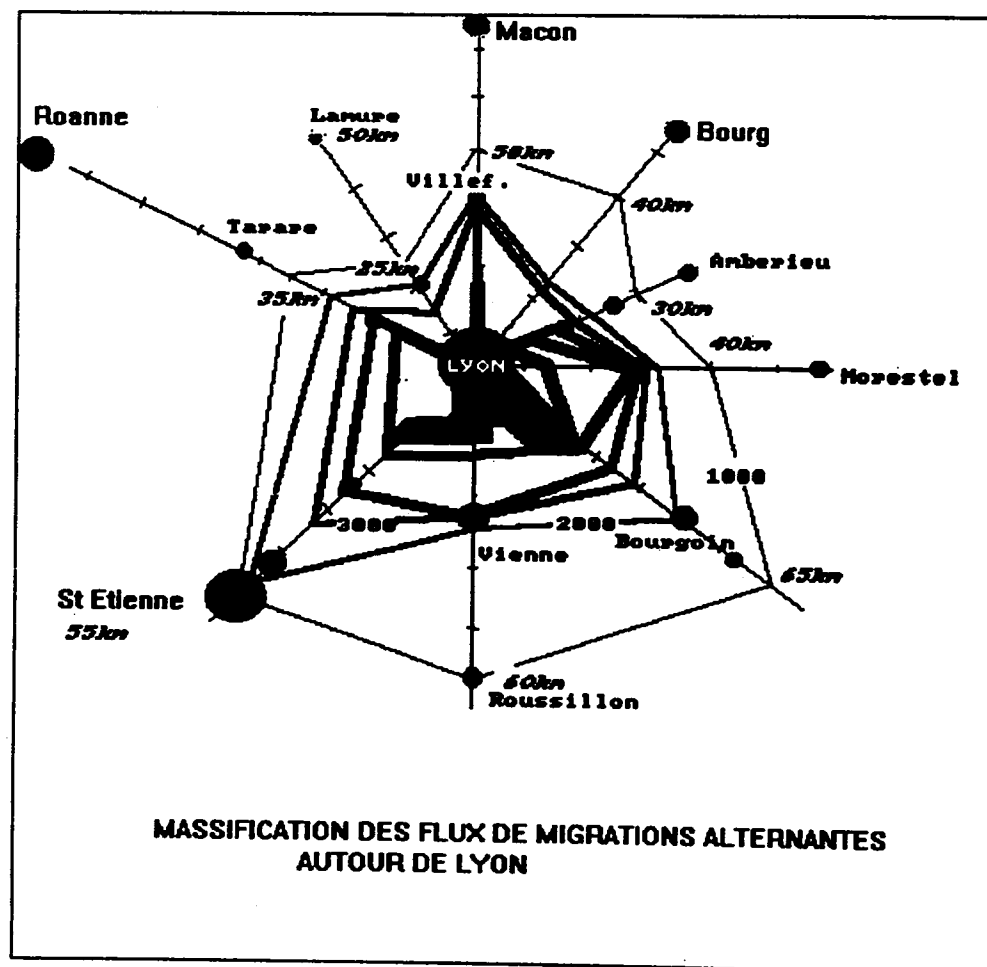 Macon
Roanne
Lamure
50km
Bourg
50km
Villef.
40km
Tarare
25km
Amberieu
35km
30km
40km
LYON
Morestel
1000
3000
2000
Bourgoin
Vienne
65km
St Etienne
55km
60km
Roussillon
MASSIFICATION DES FLUX DE MIGRATIONS ALTERNANTES
AUTOUR DE LYON